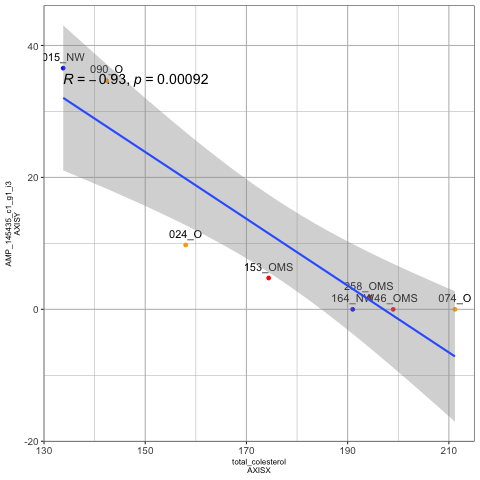 015_NW
090_O
R = −0.93, p = 0.00092
024_O
153_OMS
258_OMS
164_NW
146_OMS
074_O
40
20
0
-20
130
150
170
190
210
total_colesterol
AXISX
AMP_145435_c1_g1_i3
AXISY